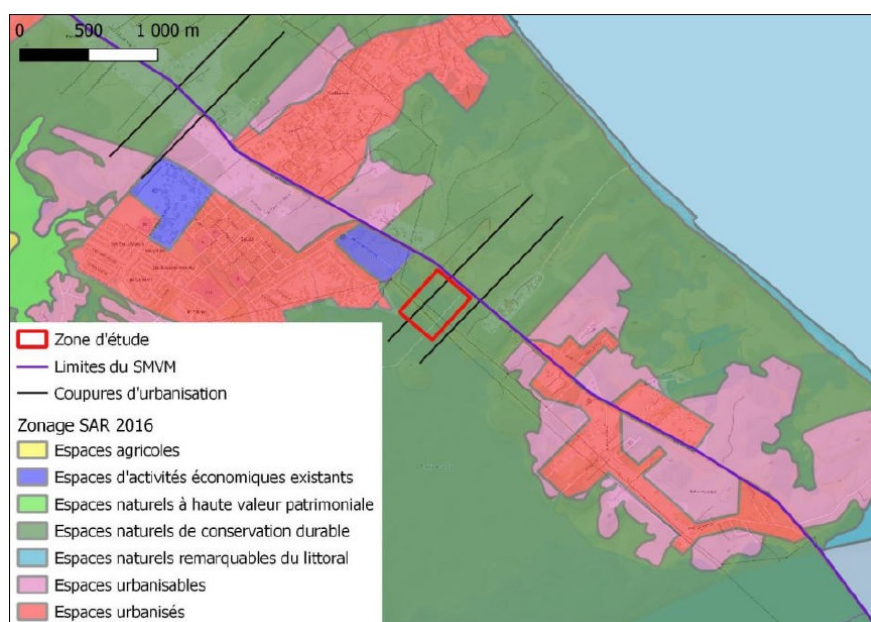 0 500 1 000 m
Zone d'étude
Limites du SMVM
Coupures d'urbanisation
Zonage SAR 2016
Espaces agricoles
Espaces d'activités économiques existants
Espaces naturels à haute valeur patrimoniale
Espaces naturels de conservation durable
Espaces naturels remarquables du littoral
Espaces urbanisables
Espaces urbanisés